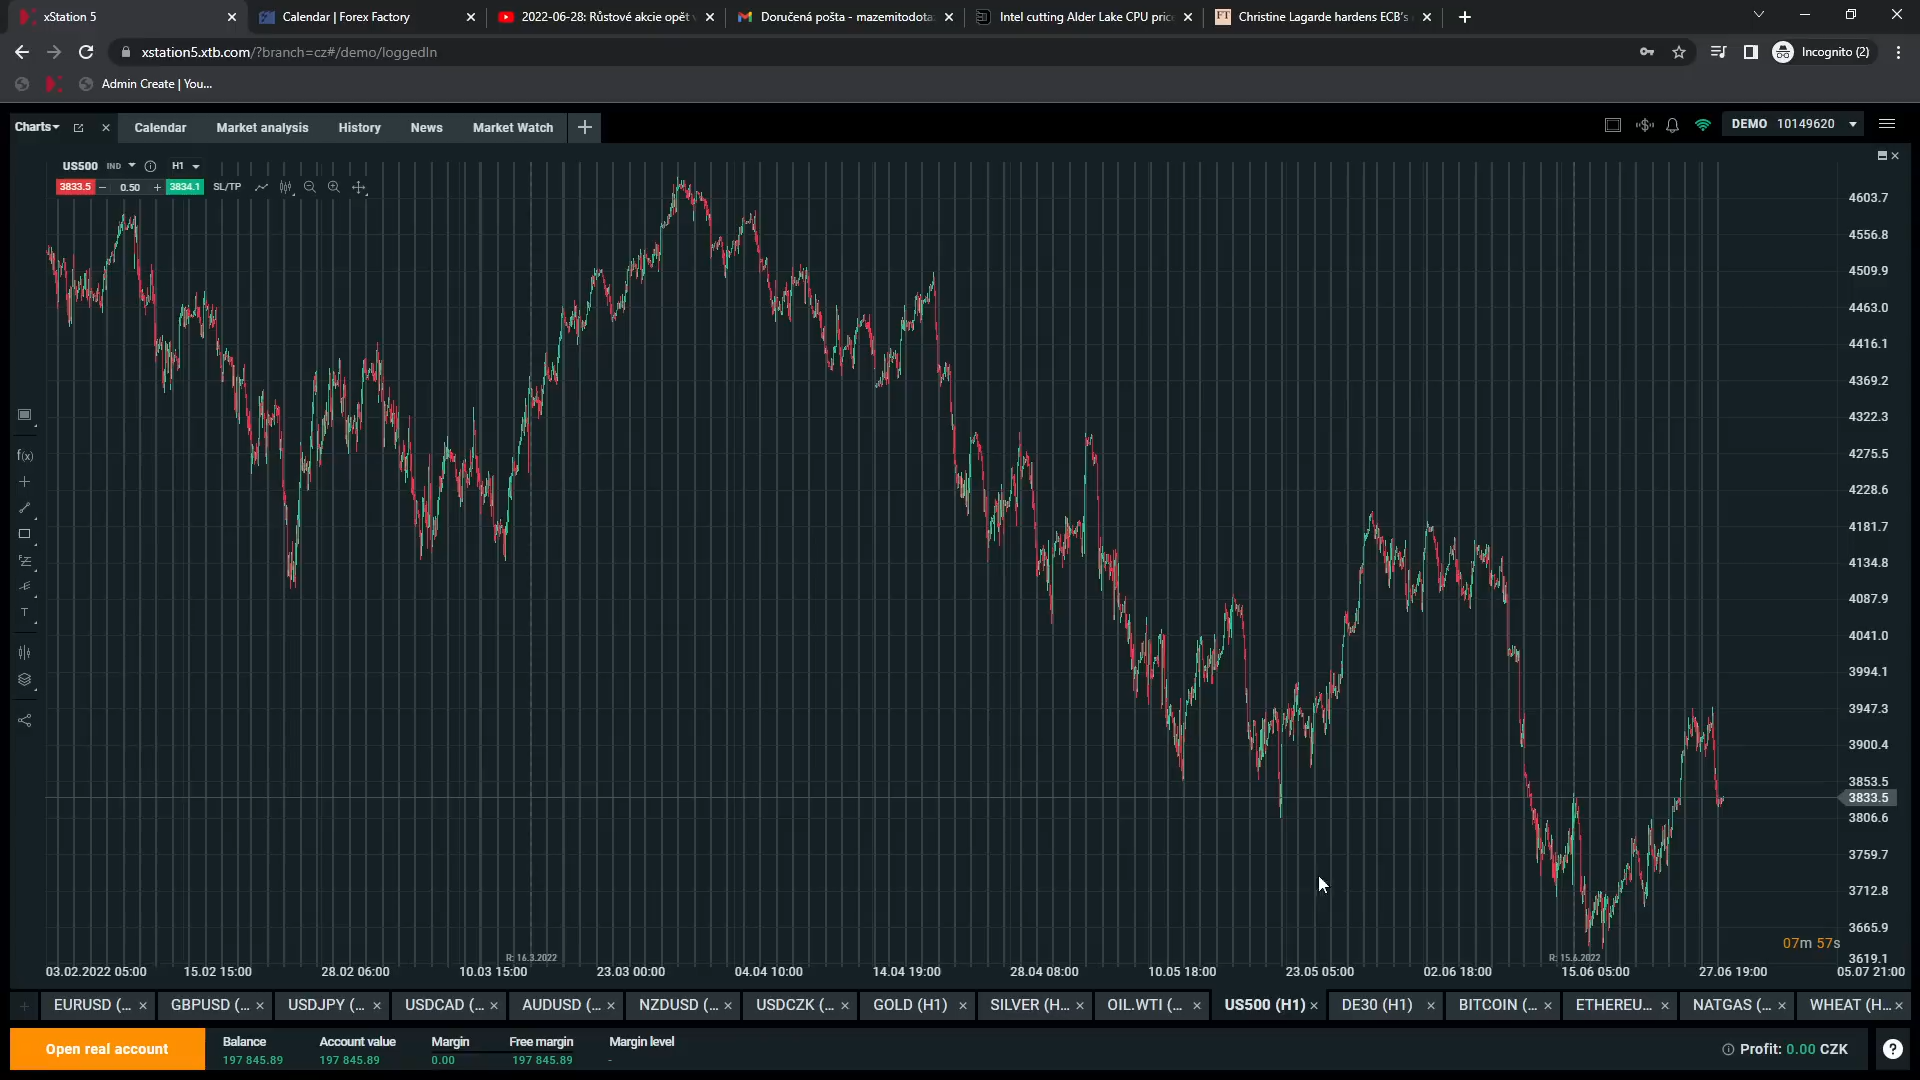 xStation 5
Calendar | Forex Factory
2022-06-28: Růstové akcie opět
Doručená pošta - mazemitodota
Intel cutting Alder Lake CPU pric
Christine Lagarde hardens ECB's
xstation5.xtb.com/?branch=cz#/demo/loggedIn
Incognito (2)
Admin Create | You...
Charts
Calendar
Market analysis
History
News
Market Watch
DEMO 10149620
US500 IND H1
3833.5 − 0.50 + 3834.1 SL/TP
4603.7
4556.8
4509.9
4463.0
4416.1
4369.2
4322.3
4275.5
4228.6
4181.7
4134.8
4087.9
4041.0
3994.1
3947.3
3900.4
3853.5
3833.5
3806.6
3759.7
3712.8
3665.9
3619.1
f(x)
T
07m 57s
R: 16.3.2022
R: 15.6.2022
03.02.2022 05:00
15.02 15:00
28.02 06:00
10.03 15:00
23.03 00:00
04.04 10:00
14.04 19:00
28.04 08:00
10.05 18:00
23.05 05:00
02.06 18:00
15.06 05:00
27.06 19:00
05.07 21:00
EURUSD (...
GBPUSD (...
USDJPY (...
USDCAD (...
AUDUSD (...
NZDUSD (...
USDCZK (...
GOLD (H1)
SILVER (H...
OIL.WTI (...
US500 (H1)
DE30 (H1)
BITCOIN (...
ETHEREU...
NATGAS (...
WHEAT (H...
Open real account
Balance
197 845.89
Account value
197 845.89
Margin
0.00
Free margin
197 845.89
Margin level
-
Profit: 0.00 CZK